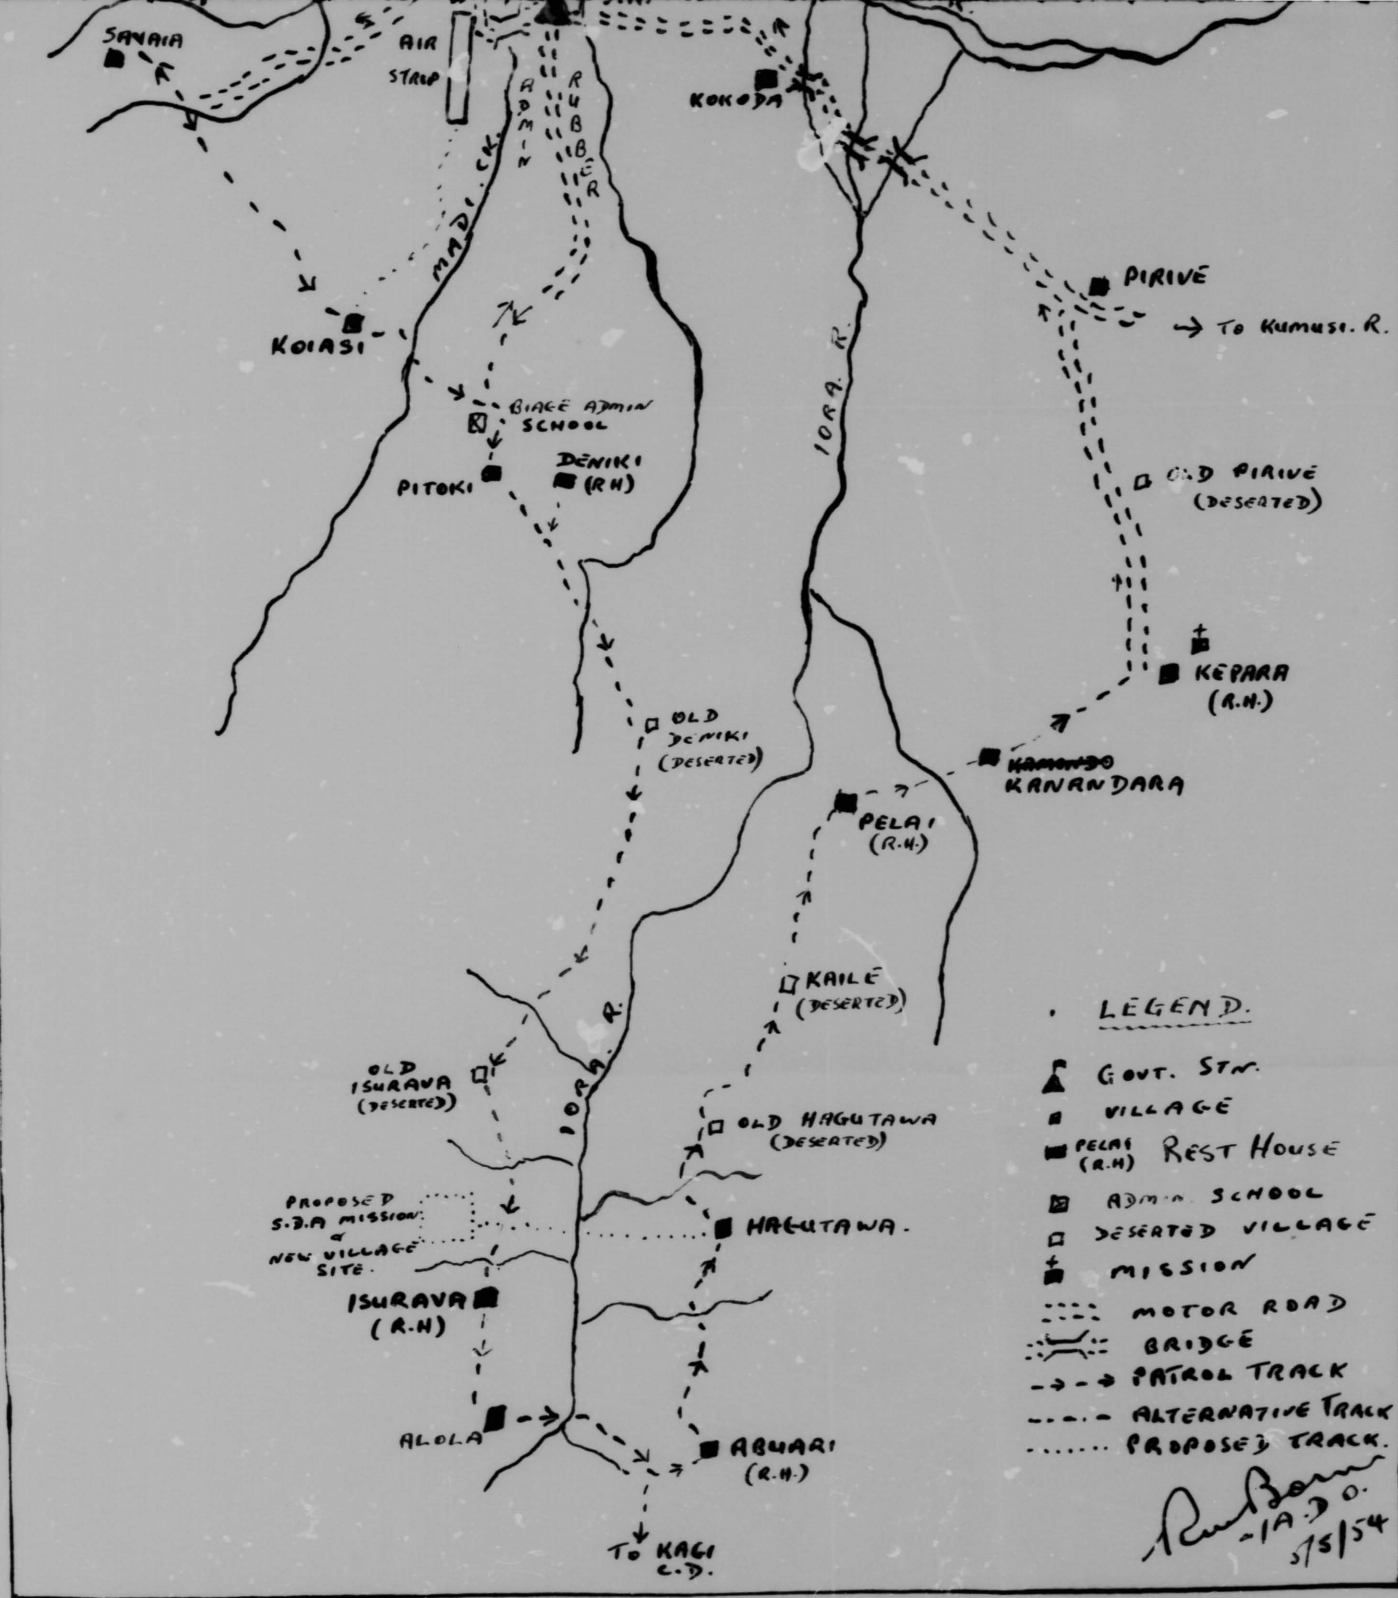 SAVAIA
AIR
STRIP
ADMIN
RUBBER
KOKODA
MADI. CK.
PIRIVE
→ TO KUMUSI. R.
KOIASI
IORA. R.
BIAGE ADMIN
SCHOOL
DENIKI
(RH)
PITOKI
OLD PIRIVE
(DESERTED)
KEPARA
(R.H.)
OLD
DENIKI
(DESERTED)
KAMONDO
KANANDARA
PELAI
(R.H.)
KAILE
(DESERTED)
IORA. R.
OLD
ISURAVA
(DESERTED)
OLD HAGUTAWA
(DESERTED)
PROPOSED
S.D.A MISSION
&
NEW VILLAGE
SITE.
HAGUTAWA.
ISURAVA
(R.H)
ALOLA
ABUARI
(R.H.)
TO KAGI
C.D.
LEGEND.
GOVT. STN.
VILLAGE
PELAI
(R.H) REST HOUSE
ADMIN. SCHOOL
DESERTED VILLAGE
MISSION
MOTOR ROAD
BRIDGE
PATROL TRACK
ALTERNATIVE TRACK
PROPOSED TRACK.
A.D.O.
5/5/54